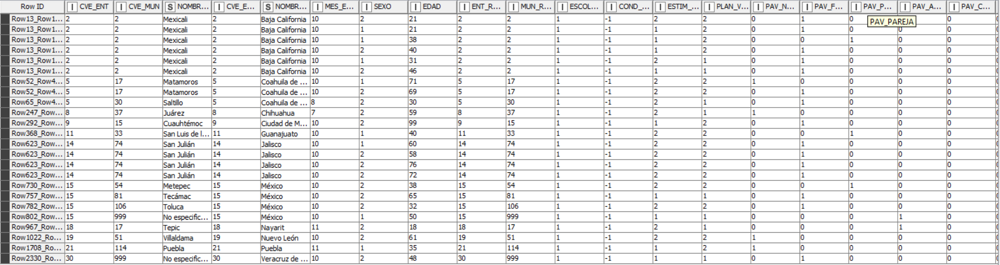 Row ID I CVE_ENT I CVE_MUN S NOMBR... I CVE_E... S NOMBR... I MES_E... I SEXO I EDAD I ENT_R... I MUN_R... I ESCOL... I COND_... I ESTIM_... I PLAN_V... I PAV_N... I PAV_F... I PAV_P... I PAV_A... I PAV_C...
Row13_Row1... 2 2 Mexicali 2 Baja California 10 2 21 2 2 1 -1 2 2 0 1 0 0 0
PAV_PAREJA
Row13_Row1... 2 2 Mexicali 2 Baja California 10 1 21 2 2 1 -1 1 2 0 1 0 0 0
Row13_Row1... 2 2 Mexicali 2 Baja California 10 1 38 2 2 1 -1 1 2 0 0 1 0 0
Row13_Row1... 2 2 Mexicali 2 Baja California 10 2 40 2 2 1 -1 1 2 0 1 0 0 0
Row13_Row1... 2 2 Mexicali 2 Baja California 10 1 31 2 2 1 -1 2 1 0 1 0 0 0
Row13_Row1... 2 2 Mexicali 2 Baja California 10 2 46 2 2 1 -1 1 1 0 1 0 0 0
Row52_Row4... 5 17 Matamoros 5 Coahuila de ... 10 1 71 5 17 1 -1 2 2 1 0 0 0 0
Row52_Row4... 5 17 Matamoros 5 Coahuila de ... 10 2 69 5 17 1 -1 2 2 0 1 0 0 0
Row65_Row4... 5 30 Saltillo 5 Coahuila de ... 8 2 30 5 30 1 -1 2 1 0 1 0 0 0
Row247_Row... 8 37 Juárez 8 Chihuahua 7 2 59 8 37 1 -1 2 1 1 0 0 0 0
Row292_Row... 9 15 Cuauhtémoc 9 Ciudad de M... 10 2 99 9 15 1 -1 1 2 0 1 0 0 0
Row368_Row... 11 33 San Luis de l... 11 Guanajuato 10 1 40 11 33 1 -1 1 2 0 0 1 0 0
Row623_Row... 14 74 San Julián 14 Jalisco 10 1 60 14 74 1 -1 2 2 0 1 0 0 0
Row623_Row... 14 74 San Julián 14 Jalisco 10 2 58 14 74 1 -1 2 2 0 1 0 0 0
Row623_Row... 14 74 San Julián 14 Jalisco 10 2 76 14 74 1 -1 2 2 0 1 0 0 0
Row623_Row... 14 74 San Julián 14 Jalisco 10 2 72 14 74 1 -1 2 2 0 1 0 0 0
Row730_Row... 15 54 Metepec 15 México 10 2 38 15 54 1 -1 2 2 0 0 1 0 0
Row757_Row... 15 81 Tecámac 15 México 10 2 65 15 81 1 -1 1 1 0 1 0 0 0
Row782_Row... 15 106 Toluca 15 México 10 2 32 15 106 1 -1 2 2 0 1 0 0 0
Row802_Row... 15 999 No especific... 15 México 10 1 50 15 999 1 -1 1 1 0 0 0 1 0
Row967_Row... 18 17 Tepic 18 Nayarit 11 2 18 18 17 1 -1 2 1 0 0 0 1 0
Row1022_Ro... 19 51 Villaldama 19 Nuevo León 10 2 61 19 51 1 -1 2 2 1 0 0 0 0
Row1708_Ro... 21 114 Puebla 21 Puebla 11 1 35 21 114 1 -1 1 2 1 0 0 0 0
Row2330_Ro... 30 999 No especific... 30 Veracruz de ... 10 2 48 30 999 1 -1 1 1 0 1 0 0 0